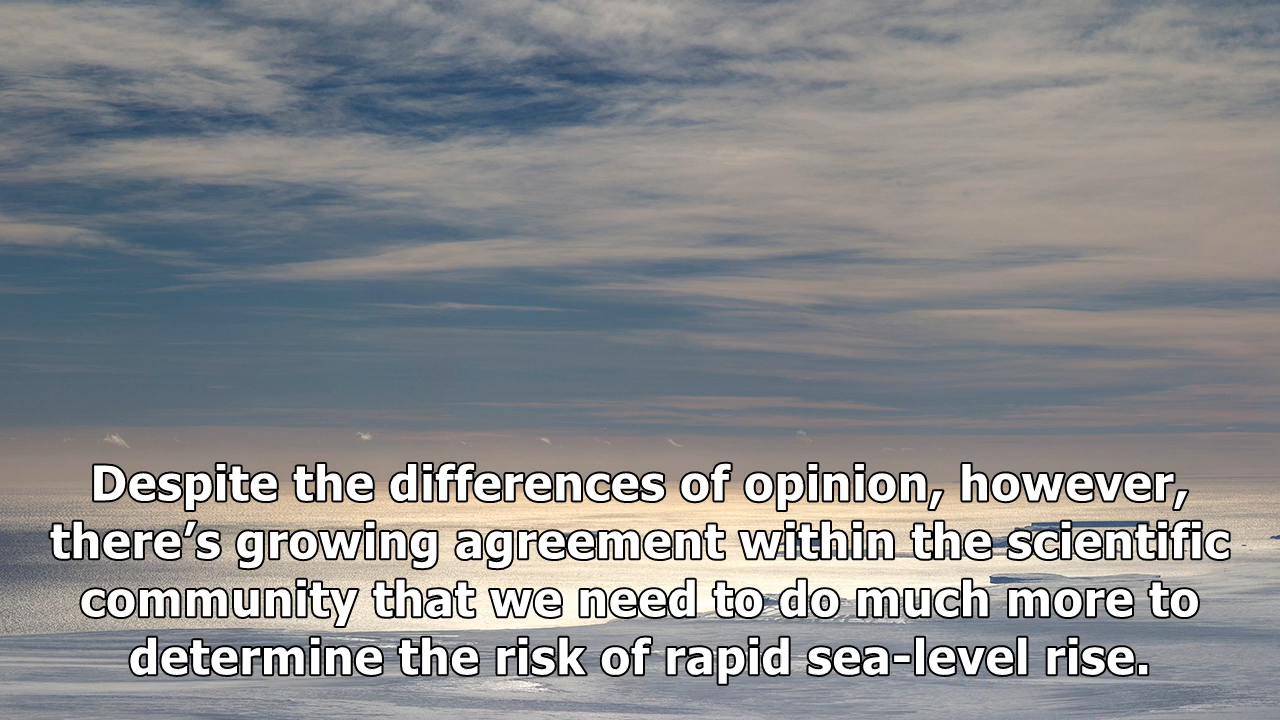 Despite the differences of opinion, however,
there’s growing agreement within the scientific
community that we need to do much more to
determine the risk of rapid sea-level rise.